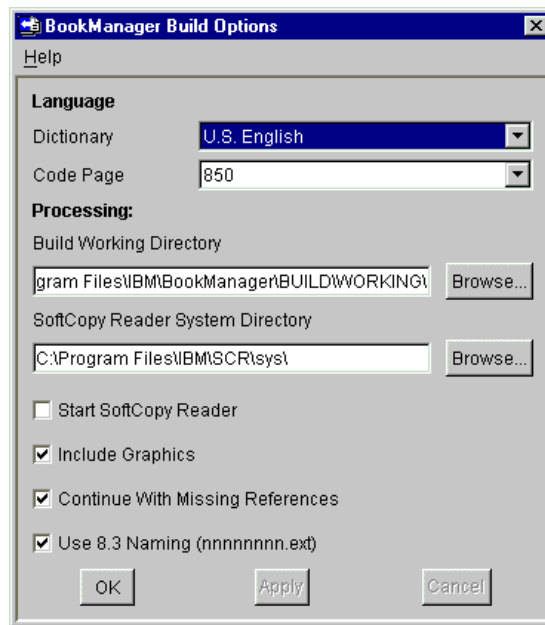 BookManager Build Options
Help
Language
Dictionary U.S. English
Code Page 850
Processing:
Build Working Directory
gram Files\IBM\BookManager\BUILD\WORKING\ Browse...
SoftCopy Reader System Directory
C:\Program Files\IBM\SCR\sys\ Browse...
Start SoftCopy Reader
Include Graphics
Continue With Missing References
Use 8.3 Naming (nnnnnnnn.ext)
OK Apply Cancel